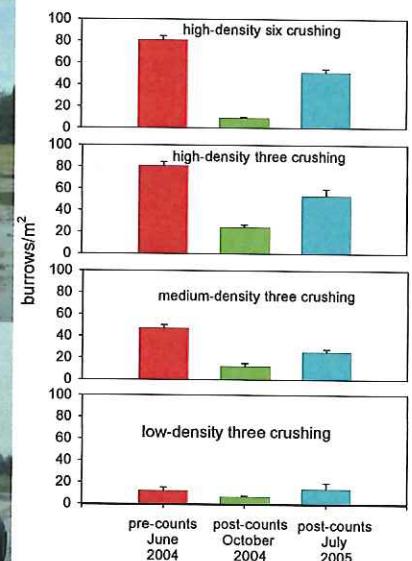 burrows/m²
100
80
60
40
20
0
high-density six crushing
100
80
60
40
20
0
high-density three crushing
100
80
60
40
20
0
medium-density three crushing
100
80
60
40
20
0
low-density three crushing
pre-counts
June
2004
post-counts
October
2004
post-counts
July
2005